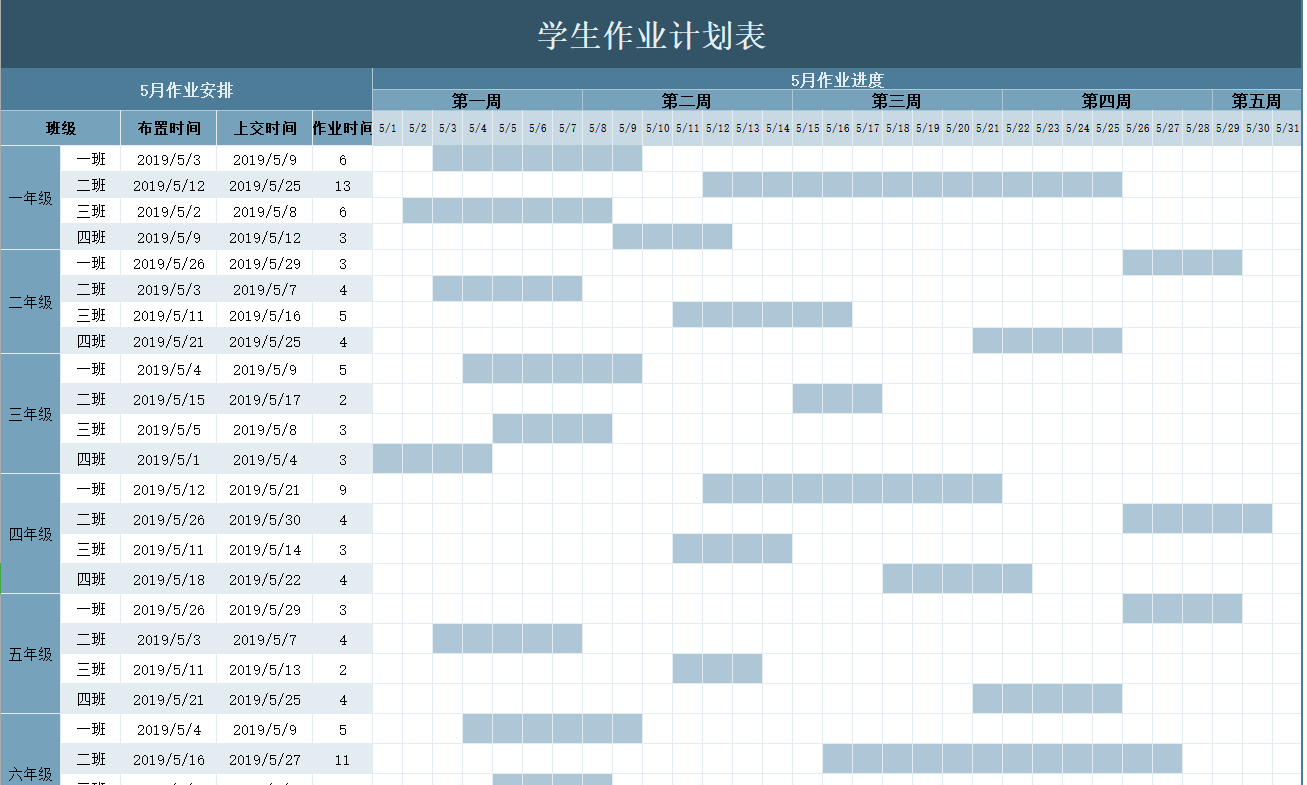 学生作业计划表
5月作业安排 5月作业进度
第一周 第二周 第三周 第四周 第五周
班级 布置时间 上交时间 作业时间 5/1 5/2 5/3 5/4 5/5 5/6 5/7 5/8 5/9 5/10 5/11 5/12 5/13 5/14 5/15 5/16 5/17 5/18 5/19 5/20 5/21 5/22 5/23 5/24 5/25 5/26 5/27 5/28 5/29 5/30 5/31
一年级
一班 2019/5/3 2019/5/9 6
二班 2019/5/12 2019/5/25 13
三班 2019/5/2 2019/5/8 6
四班 2019/5/9 2019/5/12 3
二年级
一班 2019/5/26 2019/5/29 3
二班 2019/5/3 2019/5/7 4
三班 2019/5/11 2019/5/16 5
四班 2019/5/21 2019/5/25 4
三年级
一班 2019/5/4 2019/5/9 5
二班 2019/5/15 2019/5/17 2
三班 2019/5/5 2019/5/8 3
四班 2019/5/1 2019/5/4 3
四年级
一班 2019/5/12 2019/5/21 9
二班 2019/5/26 2019/5/30 4
三班 2019/5/11 2019/5/14 3
四班 2019/5/18 2019/5/22 4
五年级
一班 2019/5/26 2019/5/29 3
二班 2019/5/3 2019/5/7 4
三班 2019/5/11 2019/5/13 2
四班 2019/5/21 2019/5/25 4
六年级
一班 2019/5/4 2019/5/9 5
二班 2019/5/16 2019/5/27 11